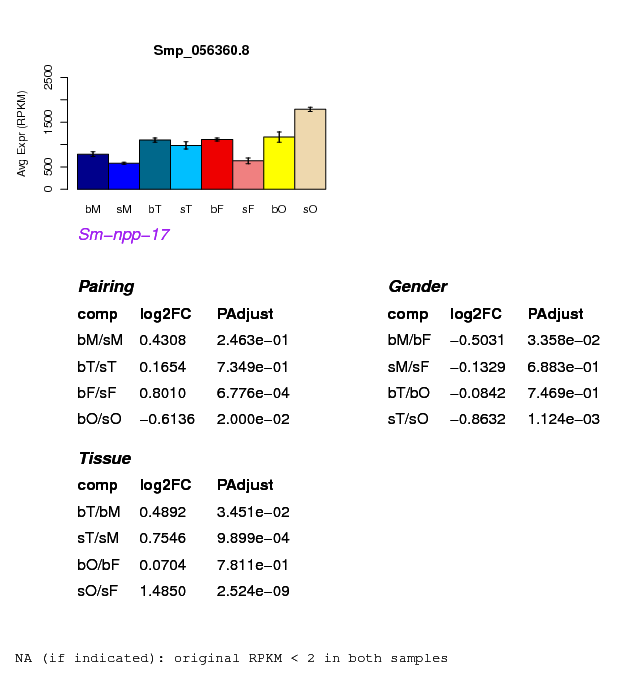 Smp_056360.8
Avg Expr (RPKM)
2500
1500
500
0
bM sM bT sT bF sF bO sO
Sm−npp−17
Pairing
comp log2FC PAdjust
bM/sM 0.4308 2.463e−01
bT/sT 0.1654 7.349e−01
bF/sF 0.8010 6.776e−04
bO/sO −0.6136 2.000e−02
Gender
comp log2FC PAdjust
bM/bF −0.5031 3.358e−02
sM/sF −0.1329 6.883e−01
bT/bO −0.0842 7.469e−01
sT/sO −0.8632 1.124e−03
Tissue
comp log2FC PAdjust
bT/bM 0.4892 3.451e−02
sT/sM 0.7546 9.899e−04
bO/bF 0.0704 7.811e−01
sO/sF 1.4850 2.524e−09
NA (if indicated): original RPKM < 2 in both samples